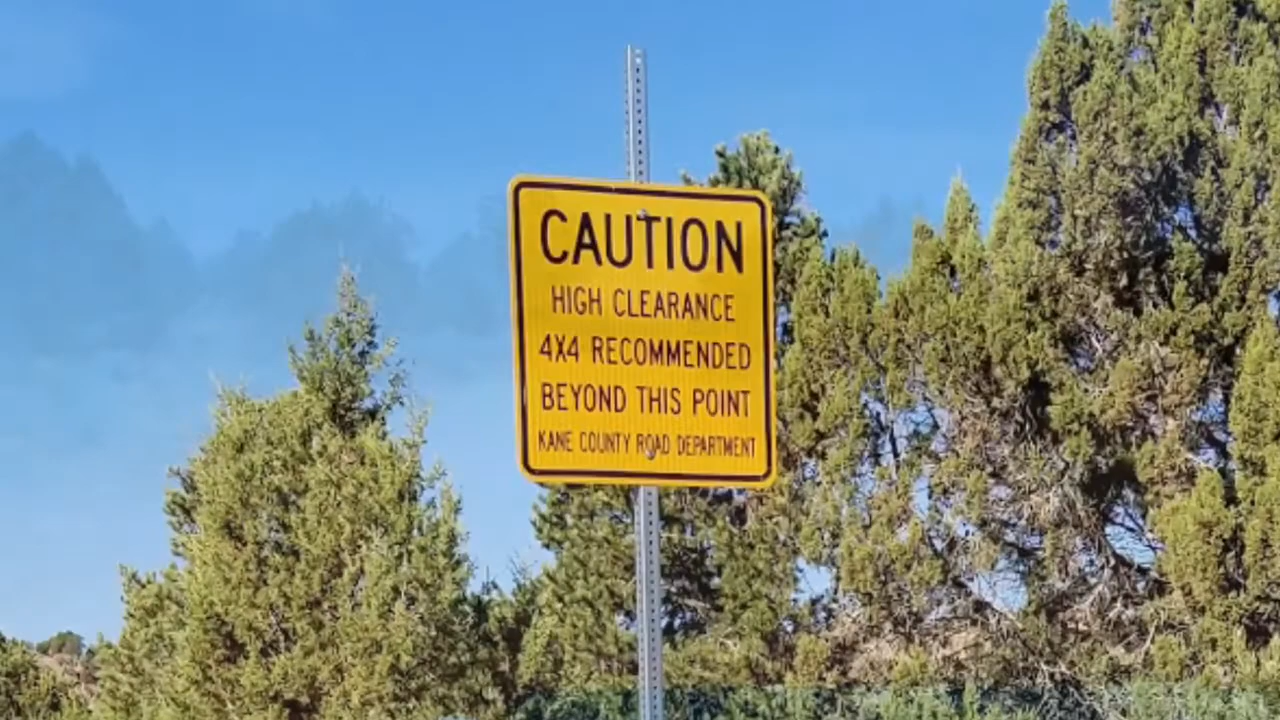 CAUTION
HIGH CLEARANCE
4X4 RECOMMENDED
BEYOND THIS POINT
KANE COUNTY ROAD DEPARTMENT